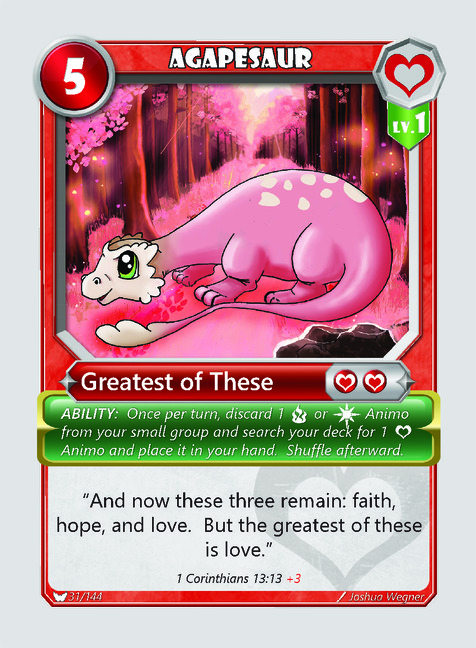 AGAPESAUR
5
LV.1
Greatest of These
ABILITY: Once per turn, discard 1 or Animo
from your small group and search your deck for 1
Animo and place it in your hand. Shuffle afterward.
“And now these three remain: faith,
hope, and love. But the greatest of these
is love.”
1 Corinthians 13:13 +3
31/144
Joshua Wegner